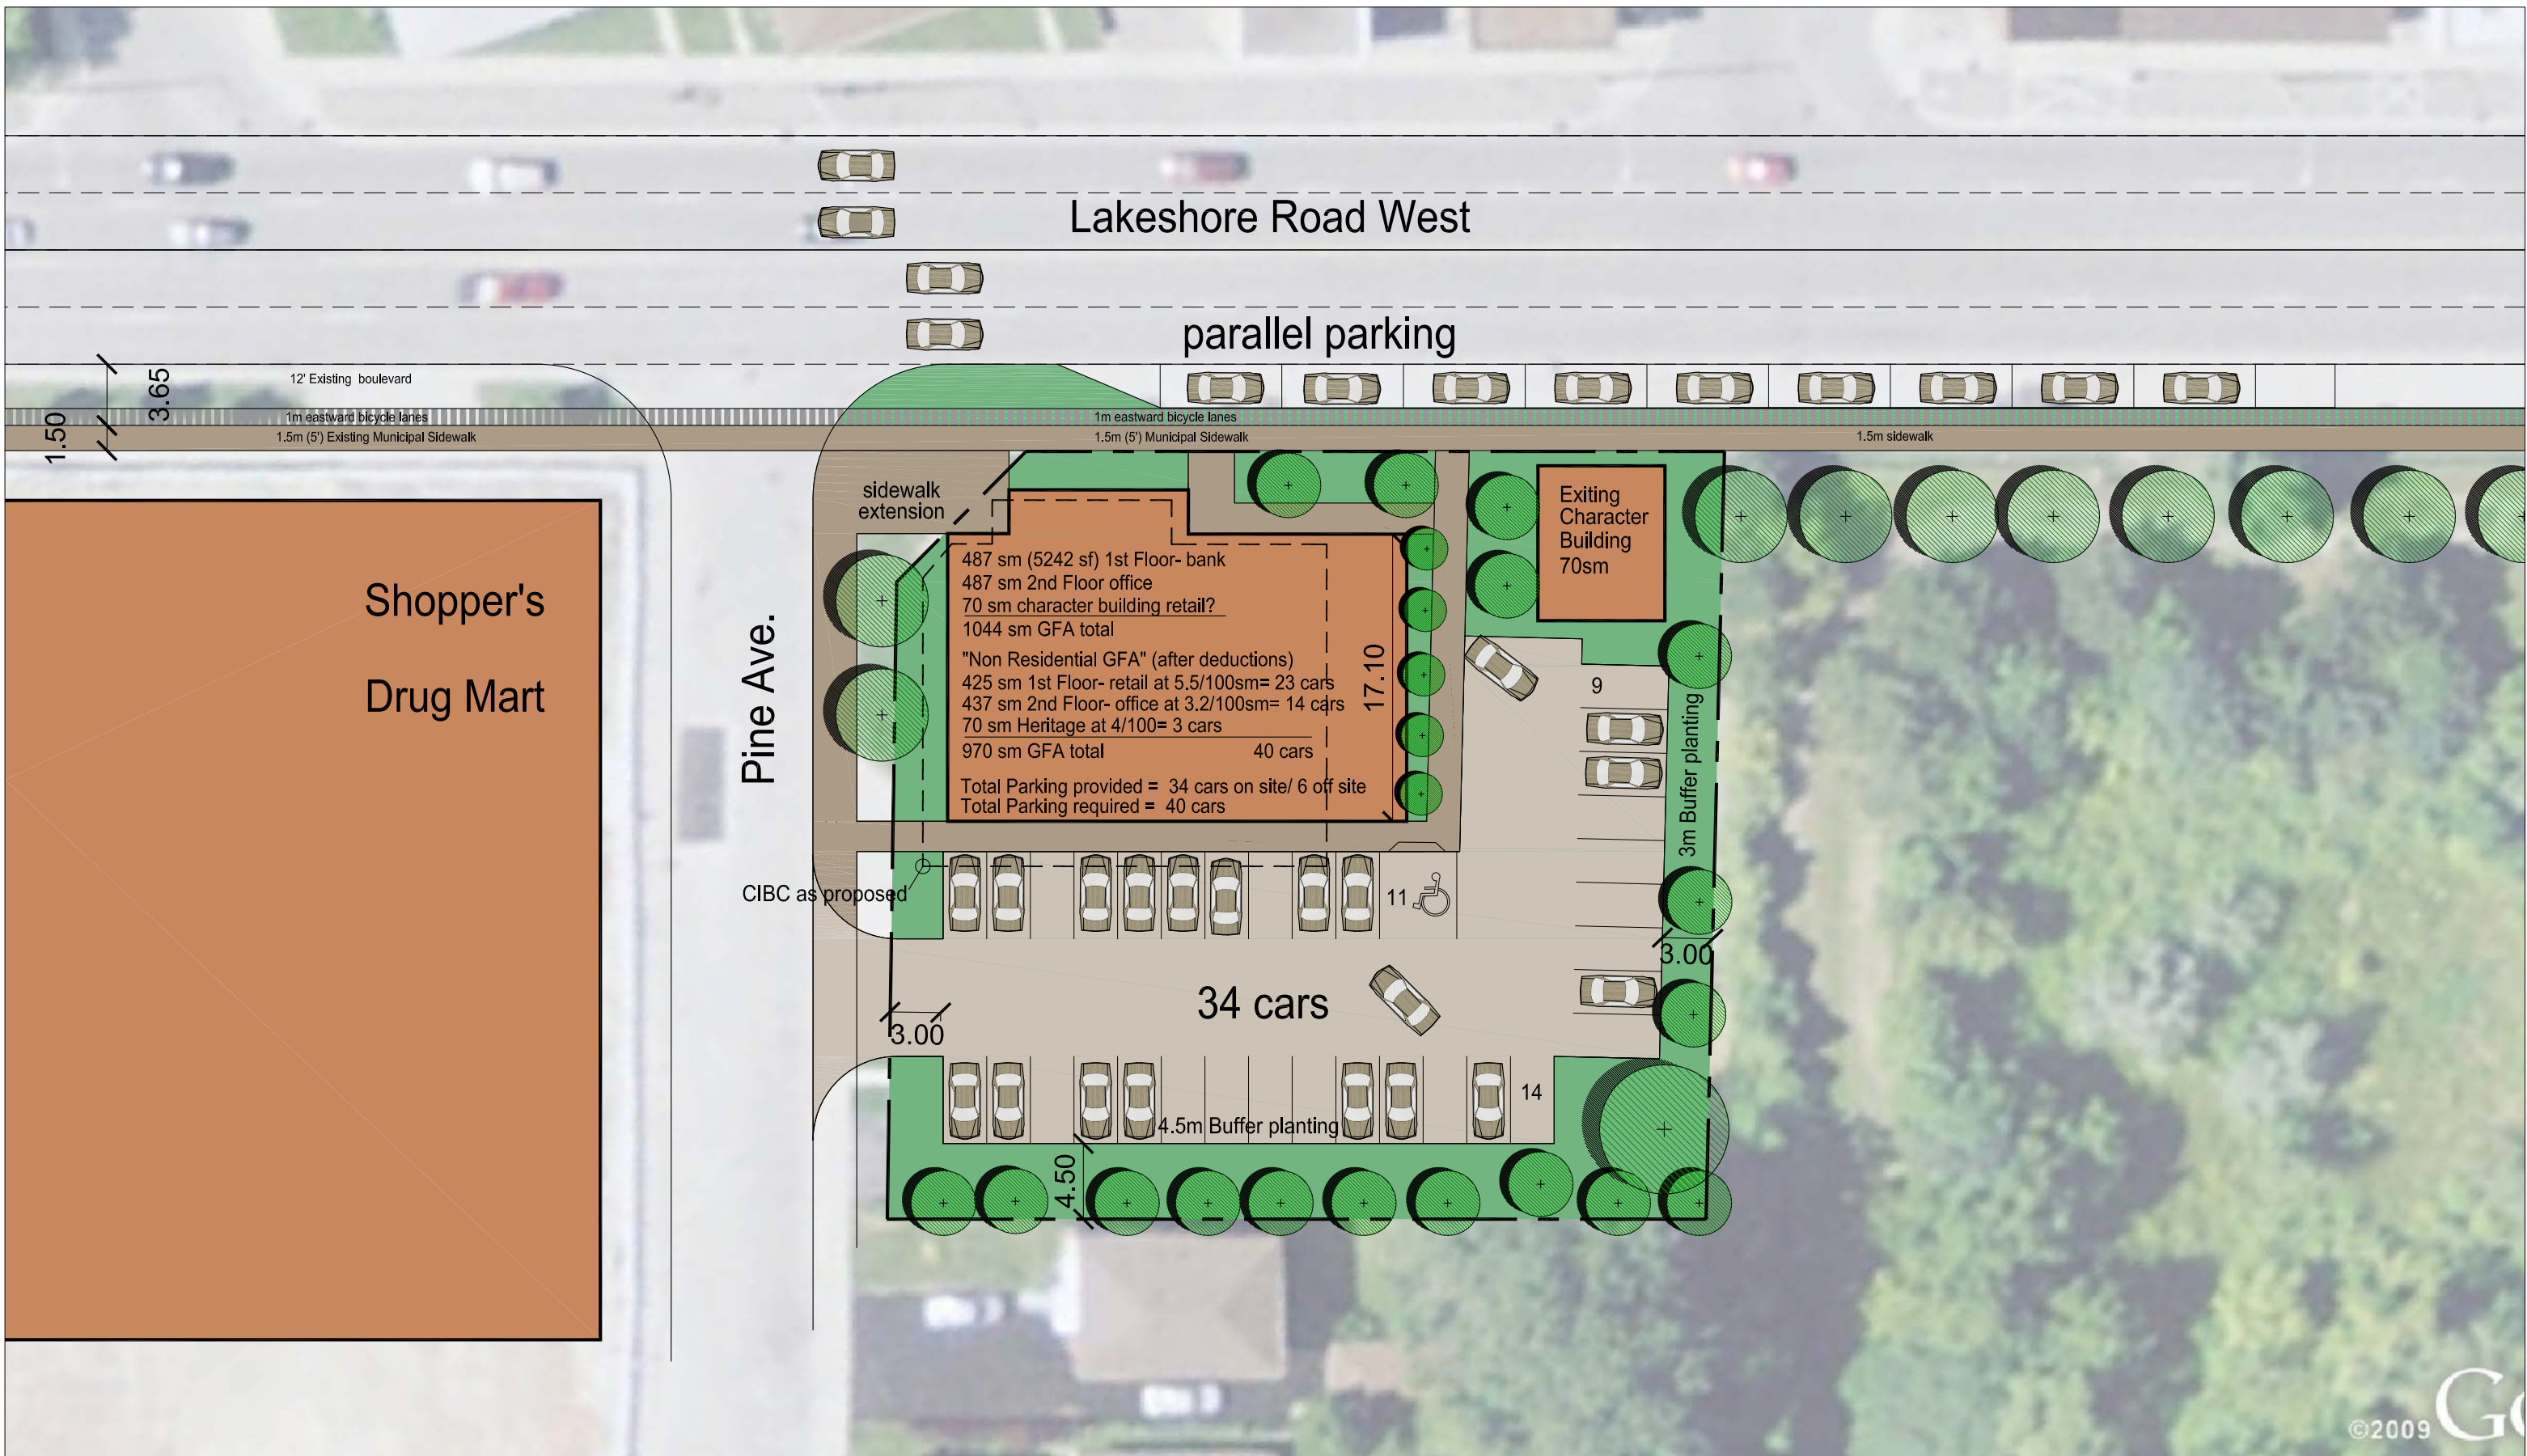 Lakeshore Road West
parallel parking
12' Existing boulevard
3.65
1.50
1m eastward bicycle lanes
1m eastward bicycle lanes
1.5m (5') Existing Municipal Sidewalk
1.5m (5') Municipal Sidewalk
1.5m sidewalk
sidewalk
extension
Exiting
Character
Building
70sm
Shopper's
Drug Mart
Pine Ave.
487 sm (5242 sf) 1st Floor- bank
487 sm 2nd Floor office
70 sm character building retail?
1044 sm GFA total
"Non Residential GFA" (after deductions)
425 sm 1st Floor- retail at 5.5/100sm= 23 cars
437 sm 2nd Floor- office at 3.2/100sm= 14 cars
70 sm Heritage at 4/100= 3 cars
970 sm GFA total 40 cars
Total Parking provided = 34 cars on site/ 6 off site
Total Parking required = 40 cars
17.10
9
3m Buffer planting
CIBC as proposed
11
3.00
34 cars
3.00
14
4.5m Buffer planting
4.50
©2009 Go